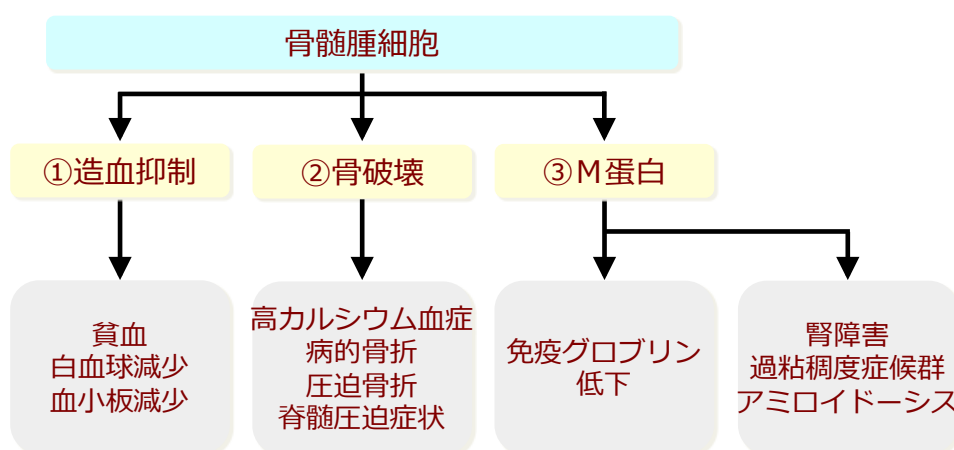 骨髄腫細胞
①造血抑制
②骨破壊
③Ｍ蛋白
貧血
白血球減少
血小板減少
高カルシウム血症
病的骨折
圧迫骨折
脊髄圧迫症状
免疫グロブリン
低下
腎障害
過粘稠度症候群
アミロイドーシス